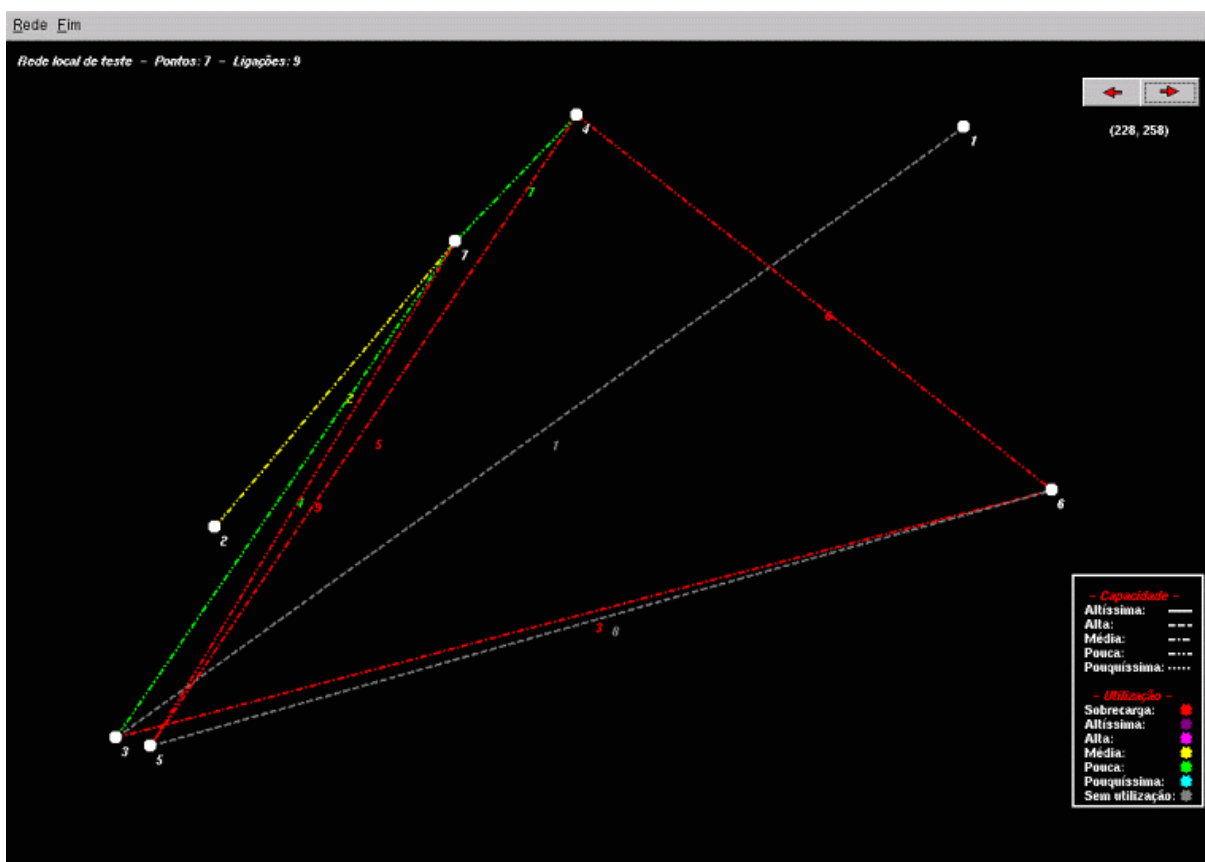 Rede Fim
Rede local de teste - Pontos: 7 - Ligações: 9
(228, 258)
4
1
7
7
6
2
5
1
4
9
2
6
3
8
3
5
- Capacidade -
Altíssima:
Alta:
Média:
Pouca:
Pouquíssima:
- Utilização -
Sobrecarga:
Altíssima:
Alta:
Média:
Pouca:
Pouquíssima:
Sem utilização: